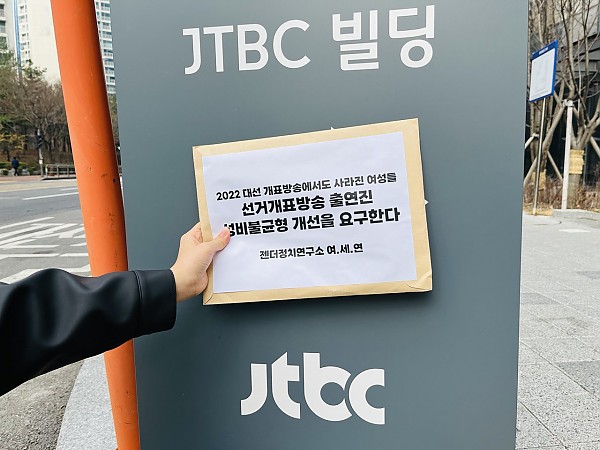 JTBC 빌딩
2022 대선 개표방송에서도 사라진 여성들
선거개표방송 출연진
성비불균형 개선을 요구한다
젠더정치연구소 여.세.연
jtbc